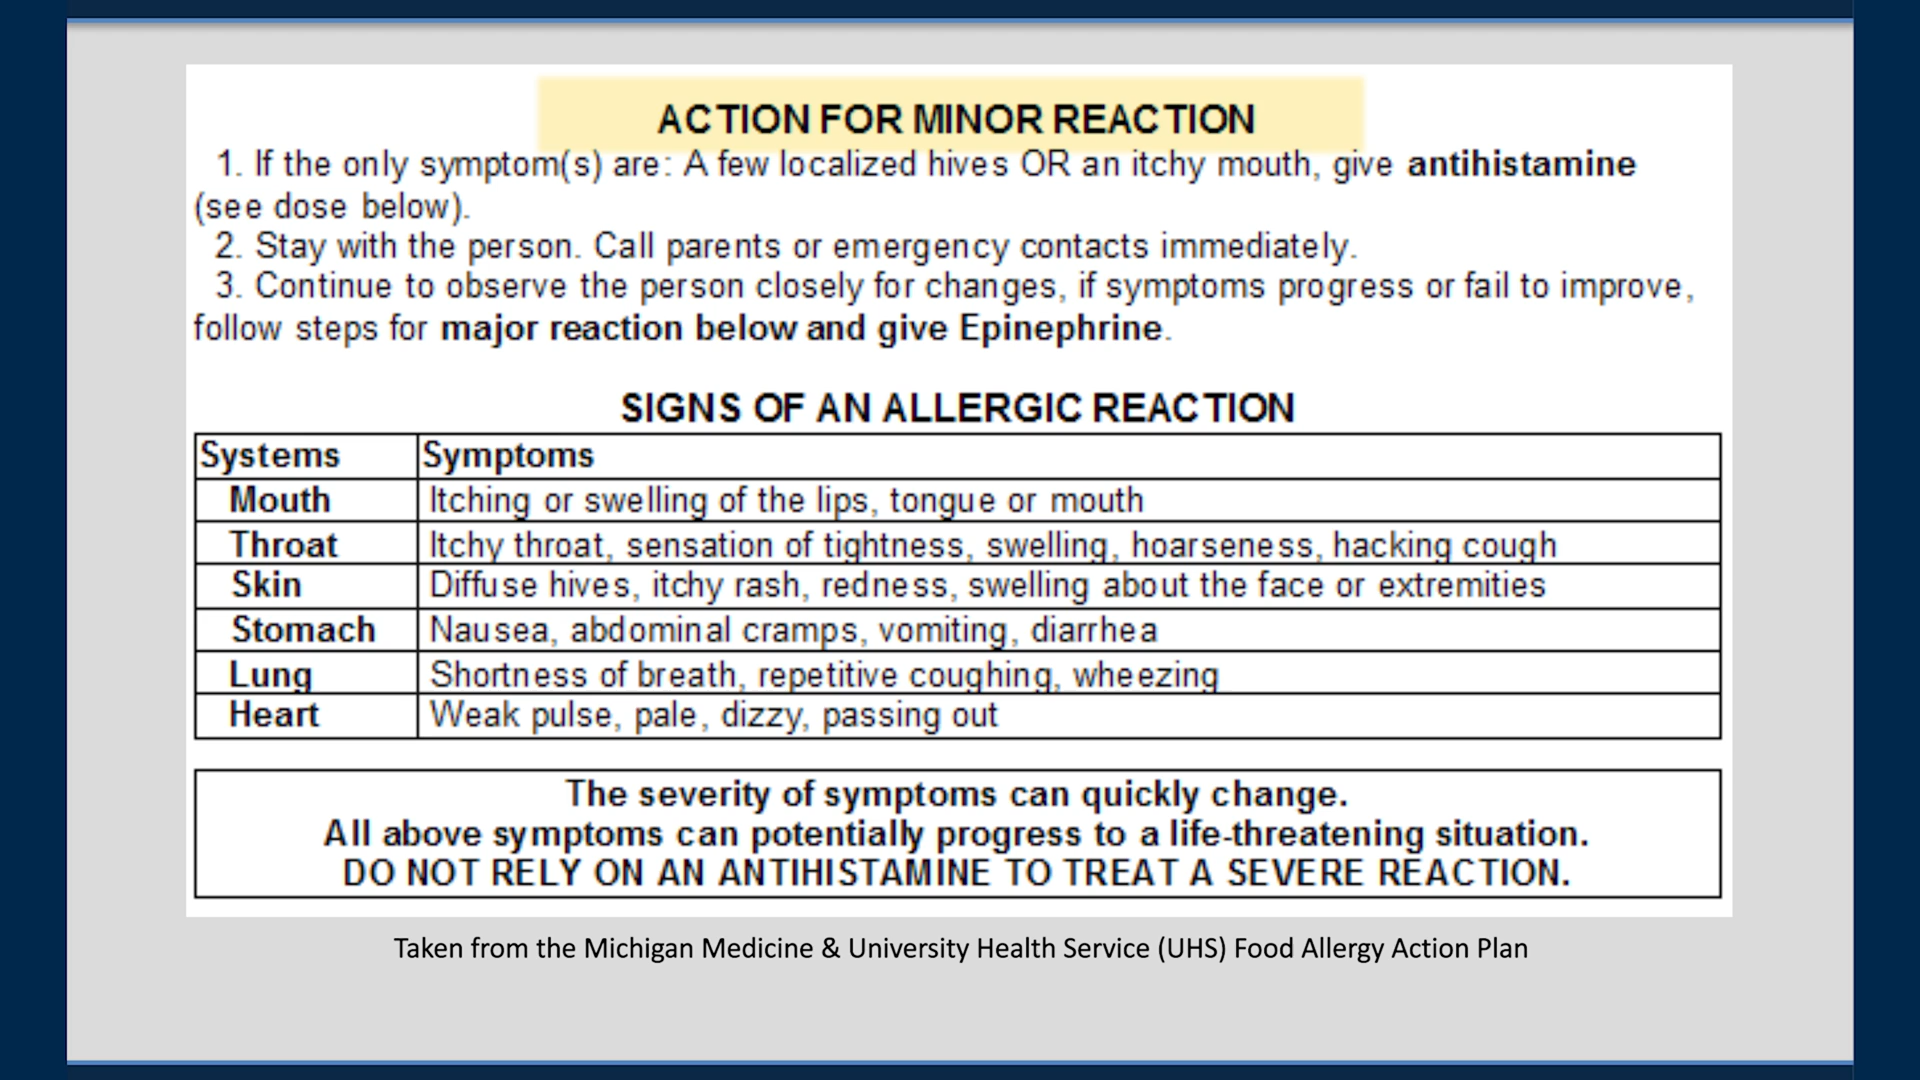 ACTION FOR MINOR REACTION
1. If the only symptom(s) are: A few localized hives OR an itchy mouth, give antihistamine
(see dose below).
2. Stay with the person. Call parents or emergency contacts immediately.
3. Continue to observe the person closely for changes, if symptoms progress or fail to improve,
follow steps for major reaction below and give Epinephrine.
SIGNS OF AN ALLERGIC REACTION
Systems Symptoms
Mouth Itching or swelling of the lips, tongue or mouth
Throat Itchy throat, sensation of tightness, swelling, hoarseness, hacking cough
Skin Diffuse hives, itchy rash, redness, swelling about the face or extremities
Stomach Nausea, abdominal cramps, vomiting, diarrhea
Lung Shortness of breath, repetitive coughing, wheezing
Heart Weak pulse, pale, dizzy, passing out
The severity of symptoms can quickly change.
All above symptoms can potentially progress to a life-threatening situation.
DO NOT RELY ON AN ANTIHISTAMINE TO TREAT A SEVERE REACTION.
Taken from the Michigan Medicine & University Health Service (UHS) Food Allergy Action Plan